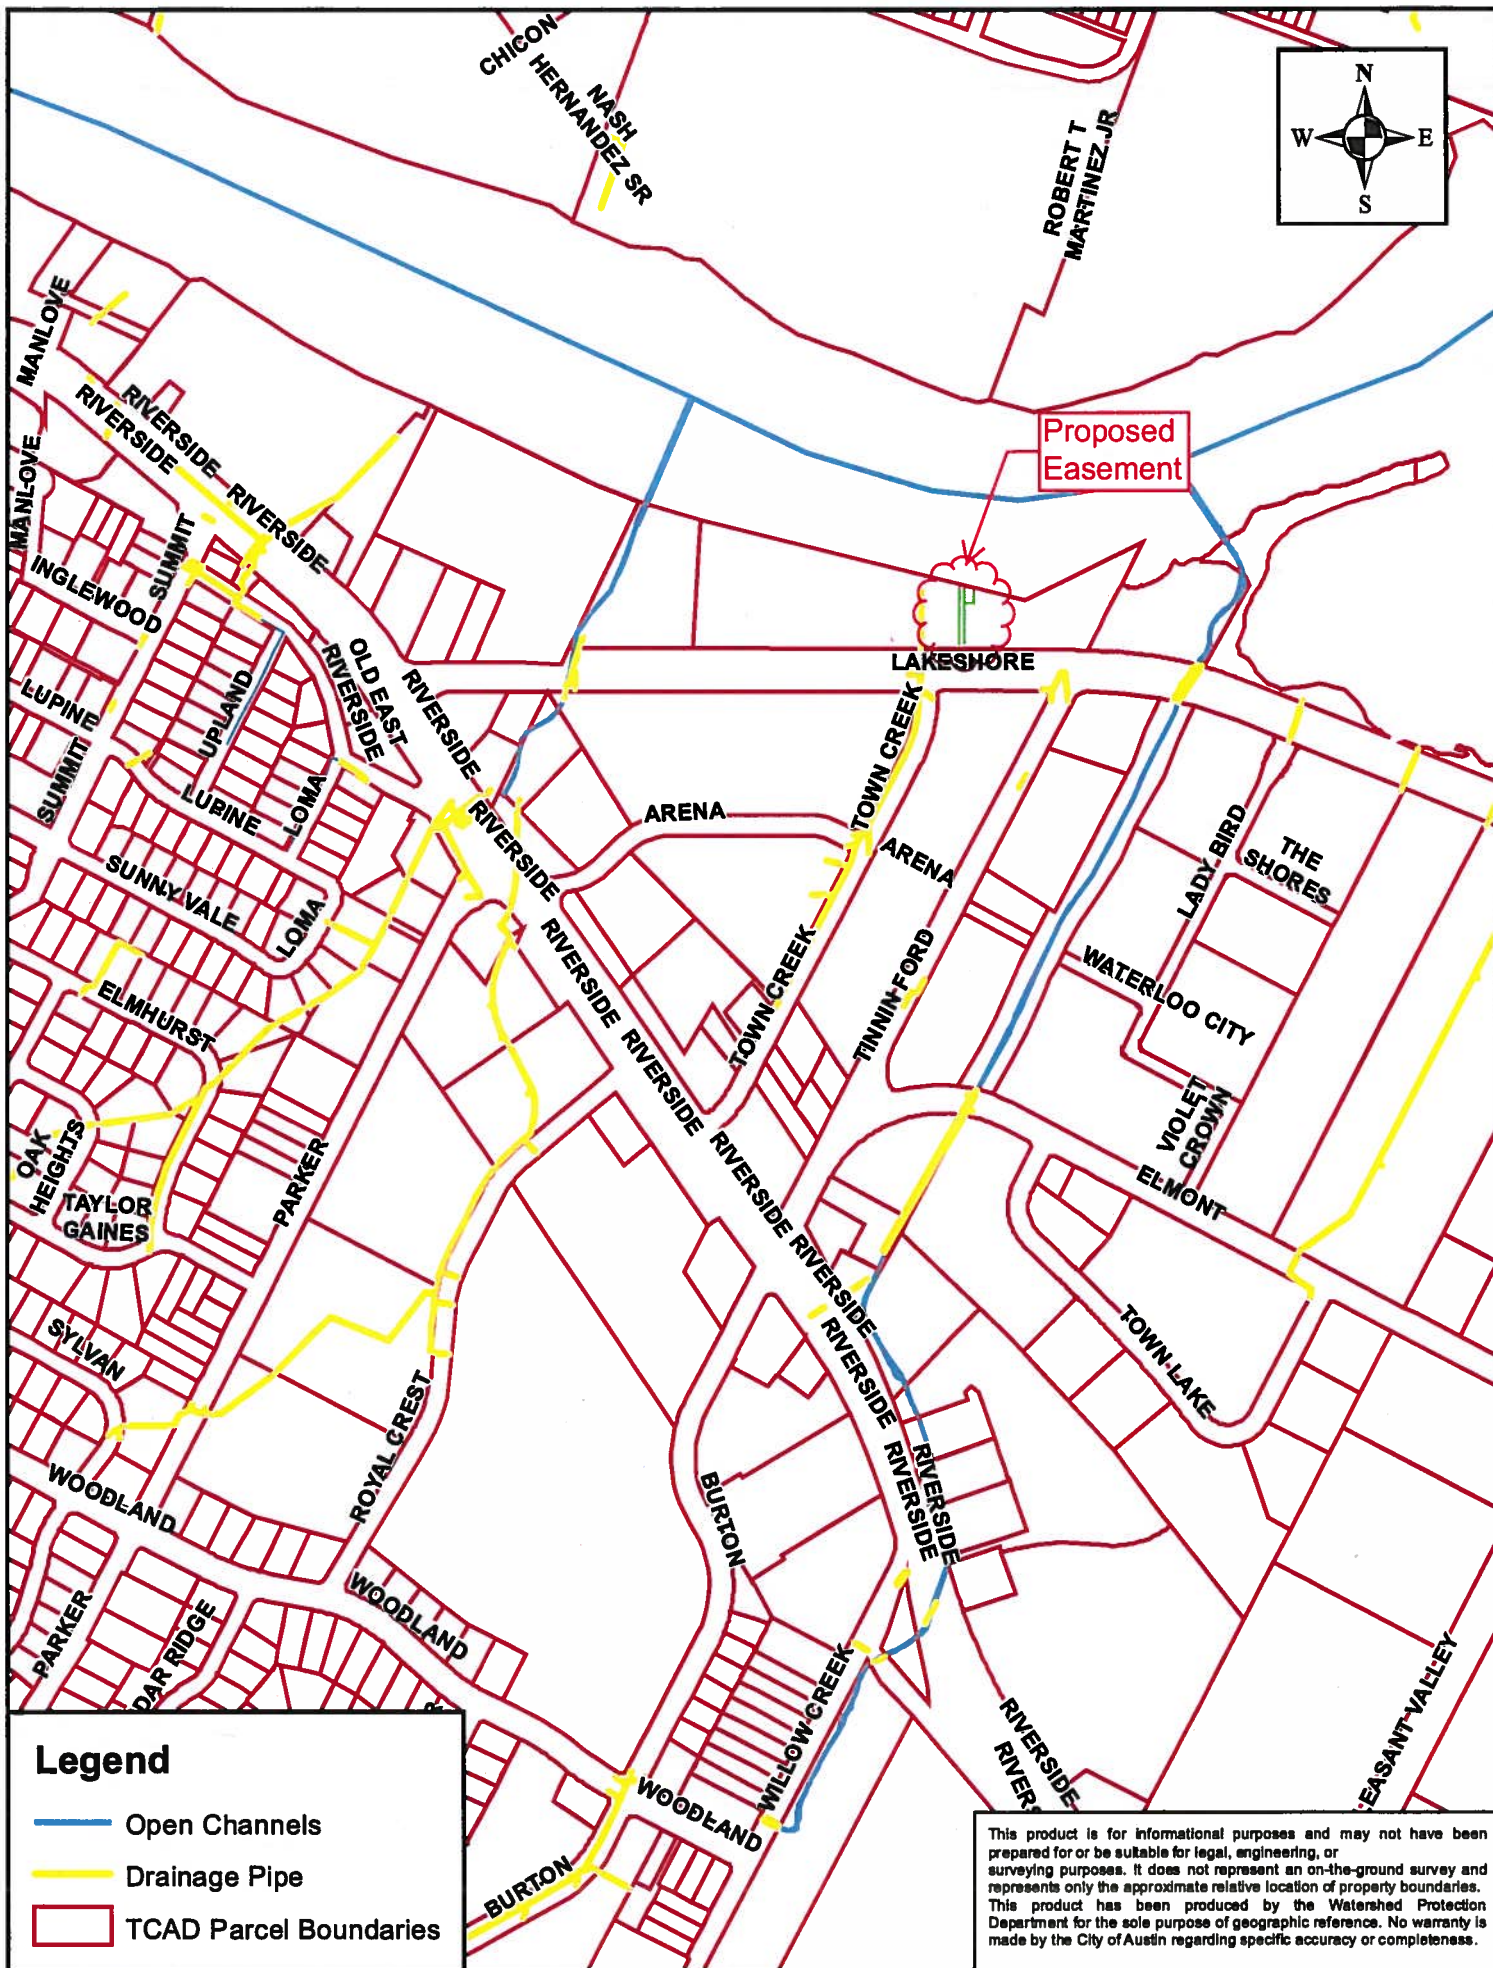 CHICON
NASH
HERNANDEZ SR
ROBERT T
MARTINEZ JR
N
W E
S
MANLOVE
RIVERSIDE
RIVERSIDE
MANLOVE
RIVERSIDE
SUMMIT
INGLEWOOD
Proposed
Easement
LAKESHORE
OLD EAST
RIVERSIDE
RIVERSIDE
LUPINE
UPLAND
SUMMIT
LUPINE
LOMA
TOWN CREEK
ARENA
ARENA
RIVERSIDE
LADY BIRD
THE
SHORES
SUNNYVALE
LOMA
RIVERSIDE
TOWN CREEK
TINNIN FORD
WATERLOO CITY
ELMHURST
RIVERSIDE
VIOLET
CROWN
OAK
HEIGHTS
TAYLOR
GAINES
PARKER
RIVERSIDE
ELMONT
RIVERSIDE
SYLVAN
RIVERSIDE
TOWN LAKE
ROYAL CREST
RIVERSIDE
RIVERSIDE
WOODLAND
BURTON
WOODLAND
PARKER
DAR RIDGE
R
WILLOW CREEK
RIVERSIDE
RIVERS
LEASANT VALLEY
WOODLAND
BURTON
Legend
Open Channels
Drainage Pipe
TCAD Parcel Boundaries
This product is for informational purposes and may not have been
prepared for or be suitable for legal, engineering, or
surveying purposes. It does not represent an on-the-ground survey and
represents only the approximate relative location of property boundaries.
This product has been produced by the Watershed Protection
Department for the sole purpose of geographic reference. No warranty is
made by the City of Austin regarding specific accuracy or completeness.